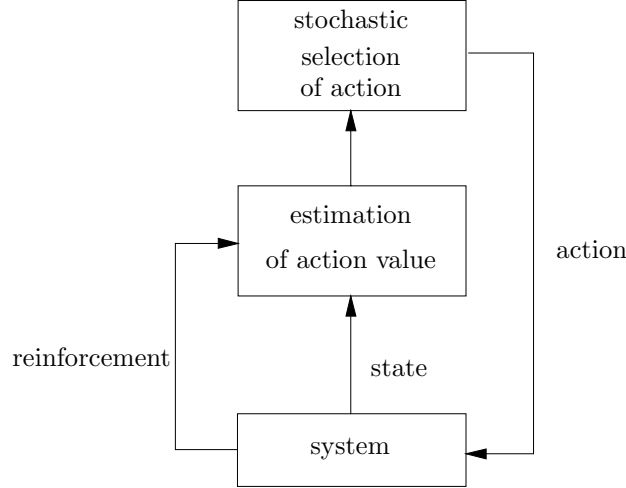 stochastic
selection
of action
estimation
of action value
action
reinforcement
state
system